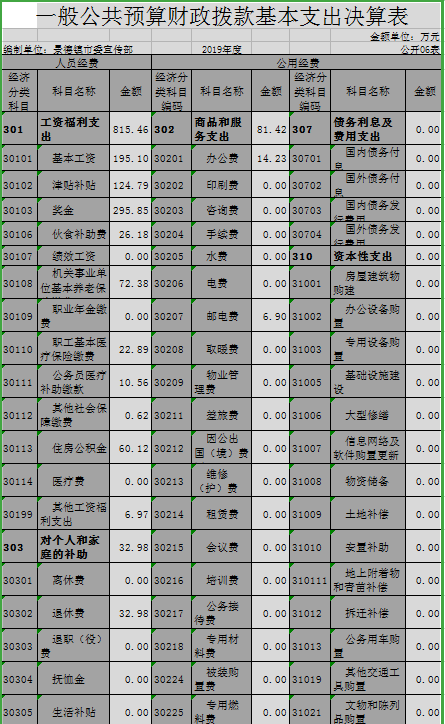 一般公共预算财政拨款基本支出决算表
金额单位：万元
编制单位：景德镇市委宣传部 2019年度 公开06表
人员经费 公用经费
经济分类科目 科目名称 金额 经济分类科目编码 科目名称 金额 经济分类科目编码 科目名称 金额
301 工资福利支出 815.46 302 商品和服务支出 81.42 307 债务利息及费用支出 0.00
30101 基本工资 195.10 30201 办公费 14.23 30701 国内债务付息 0.00
30102 津贴补贴 124.79 30202 印刷费 0.00 30702 国外债务付息 0.00
30103 奖金 295.85 30203 咨询费 0.00 30703 国内债务发行费用 0.00
30106 伙食补助费 26.18 30204 手续费 0.00 30704 国外债务发行费用 0.00
30107 绩效工资 0.00 30205 水费 0.00 310 资本性支出 0.00
30108 机关事业单位基本养老保 72.38 30206 电费 0.00 31001 房屋建筑物购建 0.00
30109 职业年金缴费 0.00 30207 邮电费 6.90 31002 办公设备购置 0.00
30110 职工基本医疗保险缴费 22.89 30208 取暖费 0.00 31003 专用设备购置 0.00
30111 公务员医疗补助缴款 10.56 30209 物业管理费 0.00 31005 基础设施建设 0.00
30112 其他社会保障缴费 0.62 30211 差旅费 0.00 31006 大型修缮 0.00
30113 住房公积金 60.12 30212 因公出国（境）费 0.00 31007 信息网络及软件购置更新 0.00
30114 医疗费 0.00 30213 维修（护）费 0.00 31008 物资储备 0.00
30199 其他工资福利支出 6.97 30214 租赁费 0.00 31009 土地补偿 0.00
303 对个人和家庭的补助 32.98 30215 会议费 0.00 31010 安置补助 0.00
30301 离休费 0.00 30216 培训费 0.00 310111 地上附着物和青苗补偿 0.00
30302 退休费 32.98 30217 公务接待费 0.00 31012 拆迁补偿 0.00
30303 退职（役）费 0.00 30218 专用材料费 0.00 31013 公务用车购置 0.00
30304 抚恤金 0.00 30224 被装购置费 0.00 31019 其他交通工具购置 0.00
30305 生活补贴 0.00 30225 专用燃料费 0.00 31021 文物和陈列品购置 0.00